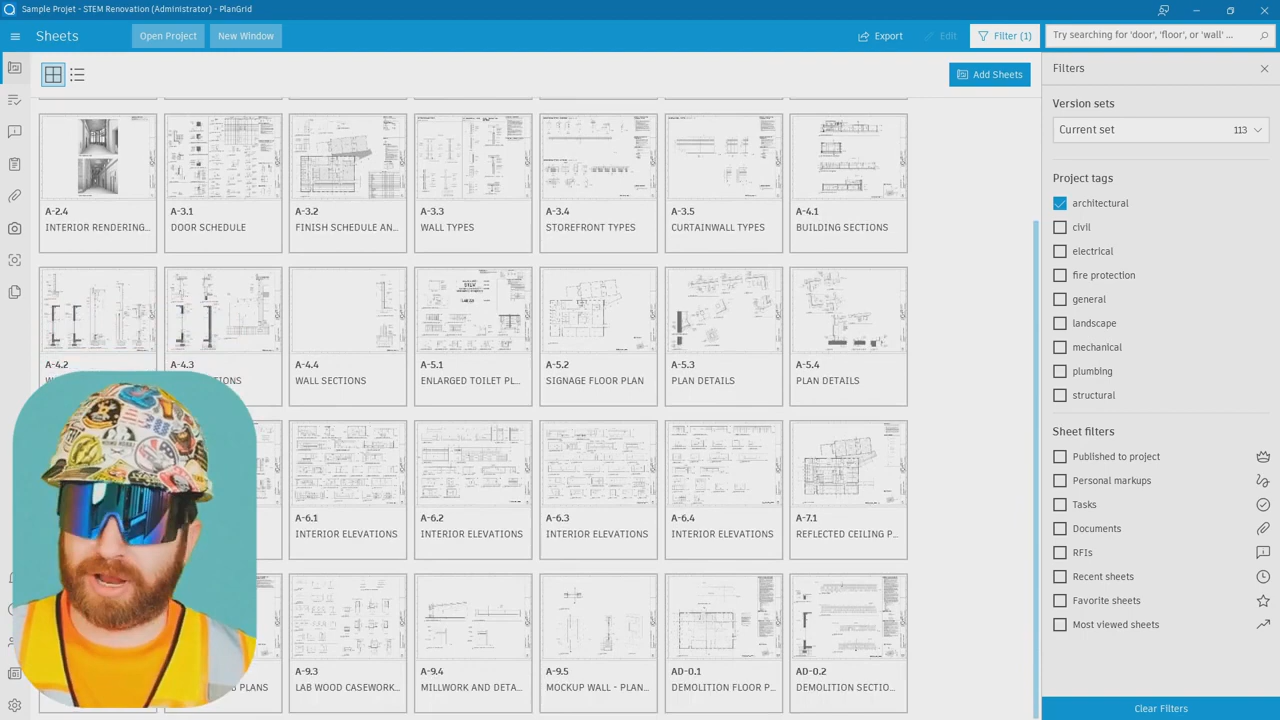 Sample Projet - STEM Renovation (Administrator) - PlanGrid
Sheets
Open Project
New Window
Export
Edit
Filter (1)
Try searching for 'door', 'floor', or 'wall' ...
Add Sheets
Filters
Version sets
Current set 113
Project tags
architectural
civil
electrical
fire protection
general
landscape
mechanical
plumbing
structural
Sheet filters
Published to project
Personal markups
Tasks
Documents
RFIs
Recent sheets
Favorite sheets
Most viewed sheets
Clear Filters
A-2.4
INTERIOR RENDERING...
A-3.1
DOOR SCHEDULE
A-3.2
FINISH SCHEDULE AN...
A-3.3
WALL TYPES
A-3.4
STOREFRONT TYPES
A-3.5
CURTAINWALL TYPES
A-4.1
BUILDING SECTIONS
A-4.2
A-4.3
A-4.4
WALL SECTIONS
A-5.1
ENLARGED TOILET PL...
A-5.2
SIGNAGE FLOOR PLAN
A-5.3
PLAN DETAILS
A-5.4
PLAN DETAILS
A-6.1
INTERIOR ELEVATIONS
A-6.2
INTERIOR ELEVATIONS
A-6.3
INTERIOR ELEVATIONS
A-6.4
INTERIOR ELEVATIONS
A-7.1
REFLECTED CEILING P...
PLANS
A-9.3
LAB WOOD CASEWORK...
A-9.4
MILLWORK AND DETA...
A-9.5
MOCKUP WALL - PLAN...
AD-0.1
DEMOLITION FLOOR P...
AD-0.2
DEMOLITION SECTIO...